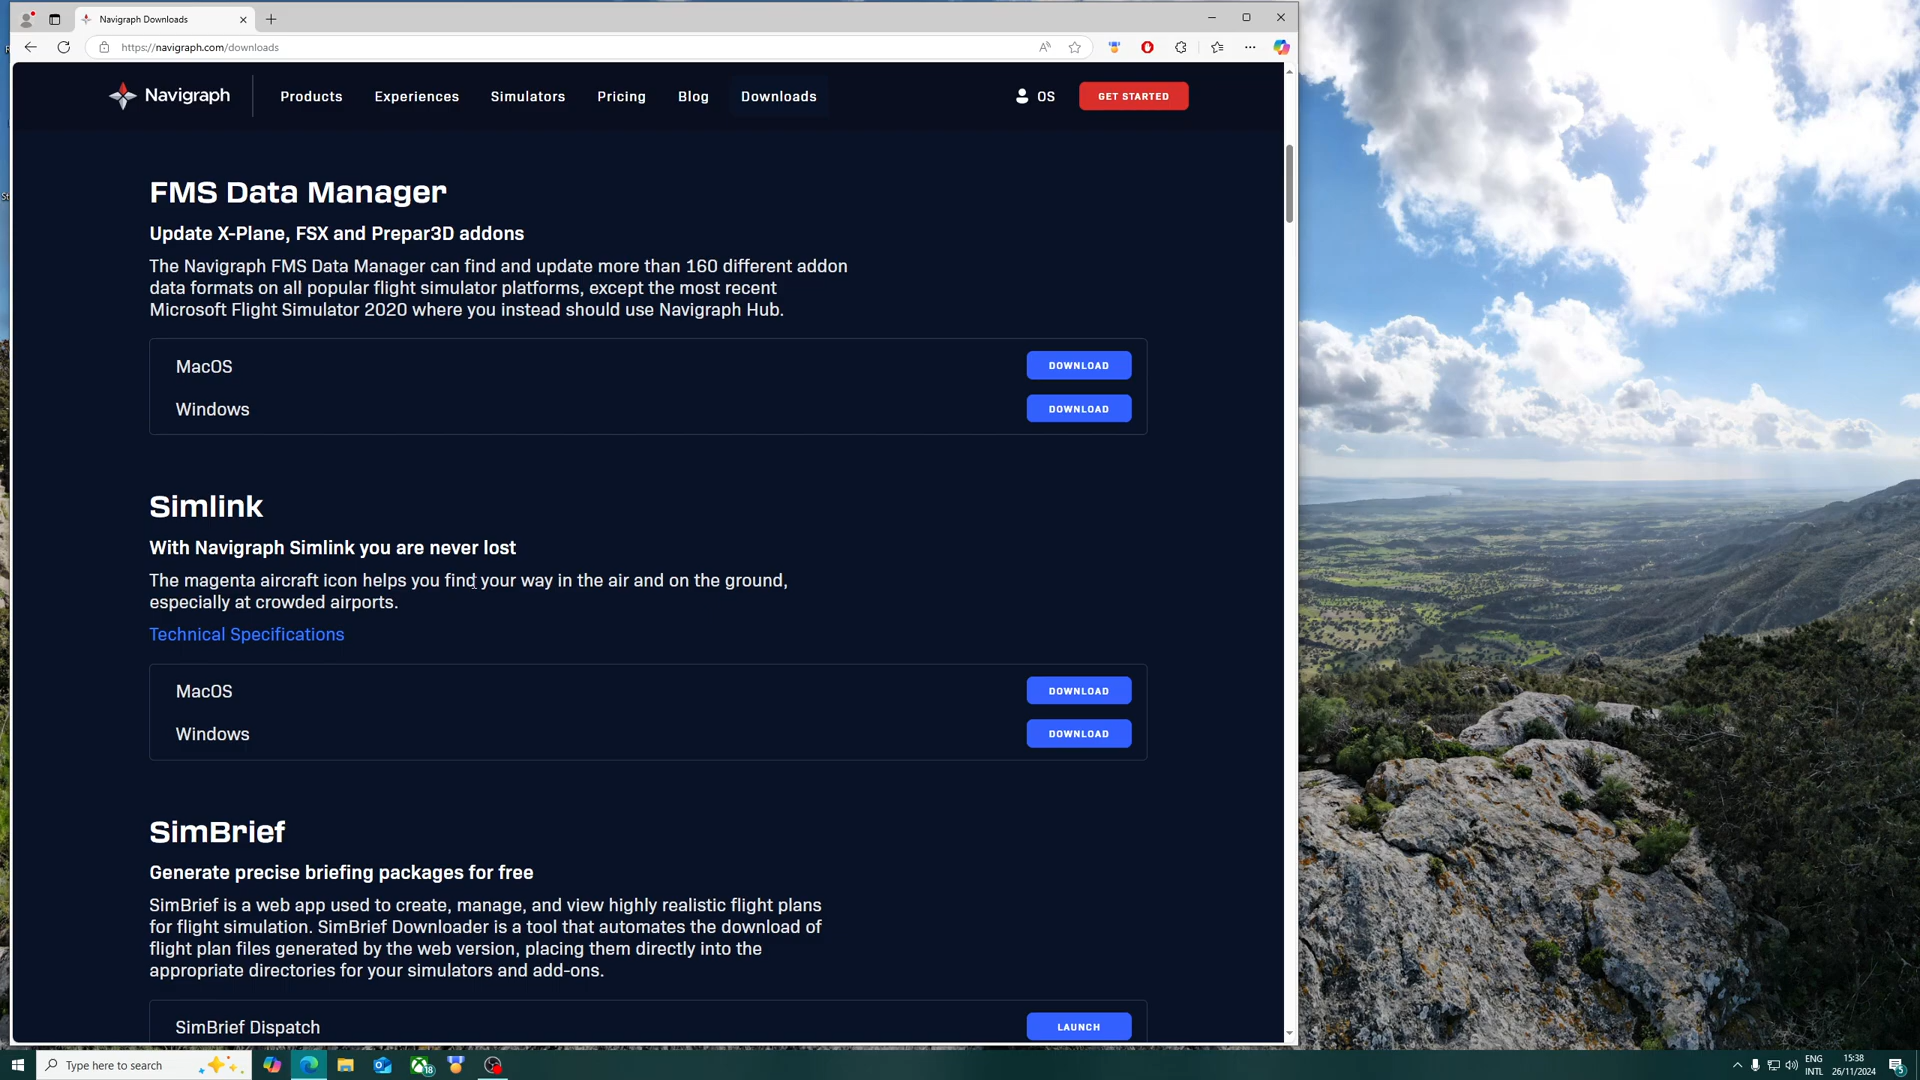 Navigraph Downloads
https://navigraph.com/downloads
Navigraph
Products
Experiences
Simulators
Pricing
Blog
Downloads
OS
GET STARTED
FMS Data Manager
Update X-Plane, FSX and Prepar3D addons
The Navigraph FMS Data Manager can find and update more than 160 different addon
data formats on all popular flight simulator platforms, except the most recent
Microsoft Flight Simulator 2020 where you instead should use Navigraph Hub.
MacOS
DOWNLOAD
Windows
DOWNLOAD
Simlink
With Navigraph Simlink you are never lost
The magenta aircraft icon helps you find your way in the air and on the ground,
especially at crowded airports.
Technical Specifications
MacOS
DOWNLOAD
Windows
DOWNLOAD
SimBrief
Generate precise briefing packages for free
SimBrief is a web app used to create, manage, and view highly realistic flight plans
for flight simulation. SimBrief Downloader is a tool that automates the download of
flight plan files generated by the web version, placing them directly into the
appropriate directories for your simulators and add-ons.
SimBrief Dispatch
LAUNCH
Type here to search
18
ENG
INTL
15:38
26/11/2024
5